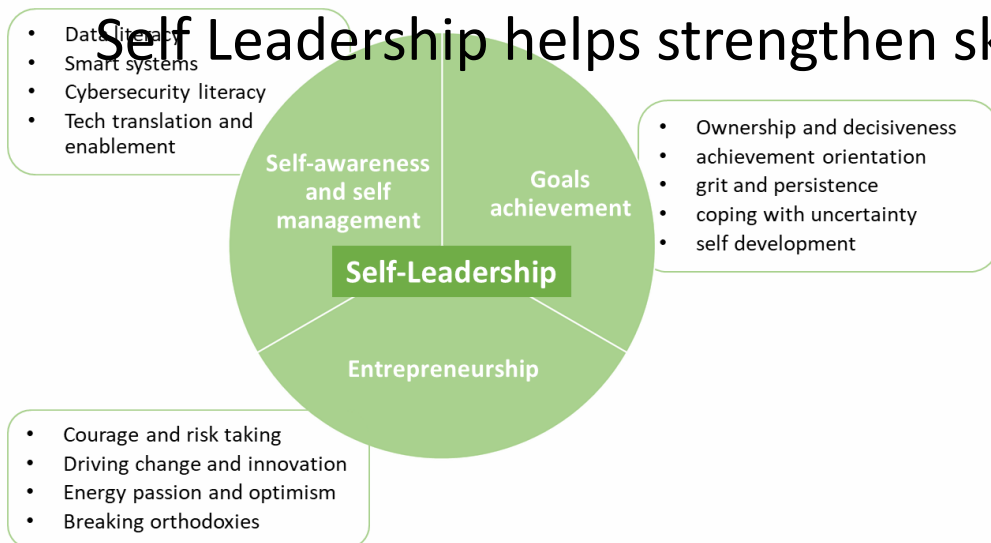 Self Leadership helps strengthen sk
• Data literacy
• Smart systems
• Cybersecurity literacy
• Tech translation and
enablement
Self-awareness
and self
management
Goals
achievement
• Ownership and decisiveness
• achievement orientation
• grit and persistence
• coping with uncertainty
• self development
Self-Leadership
Entrepreneurship
• Courage and risk taking
• Driving change and innovation
• Energy passion and optimism
• Breaking orthodoxies